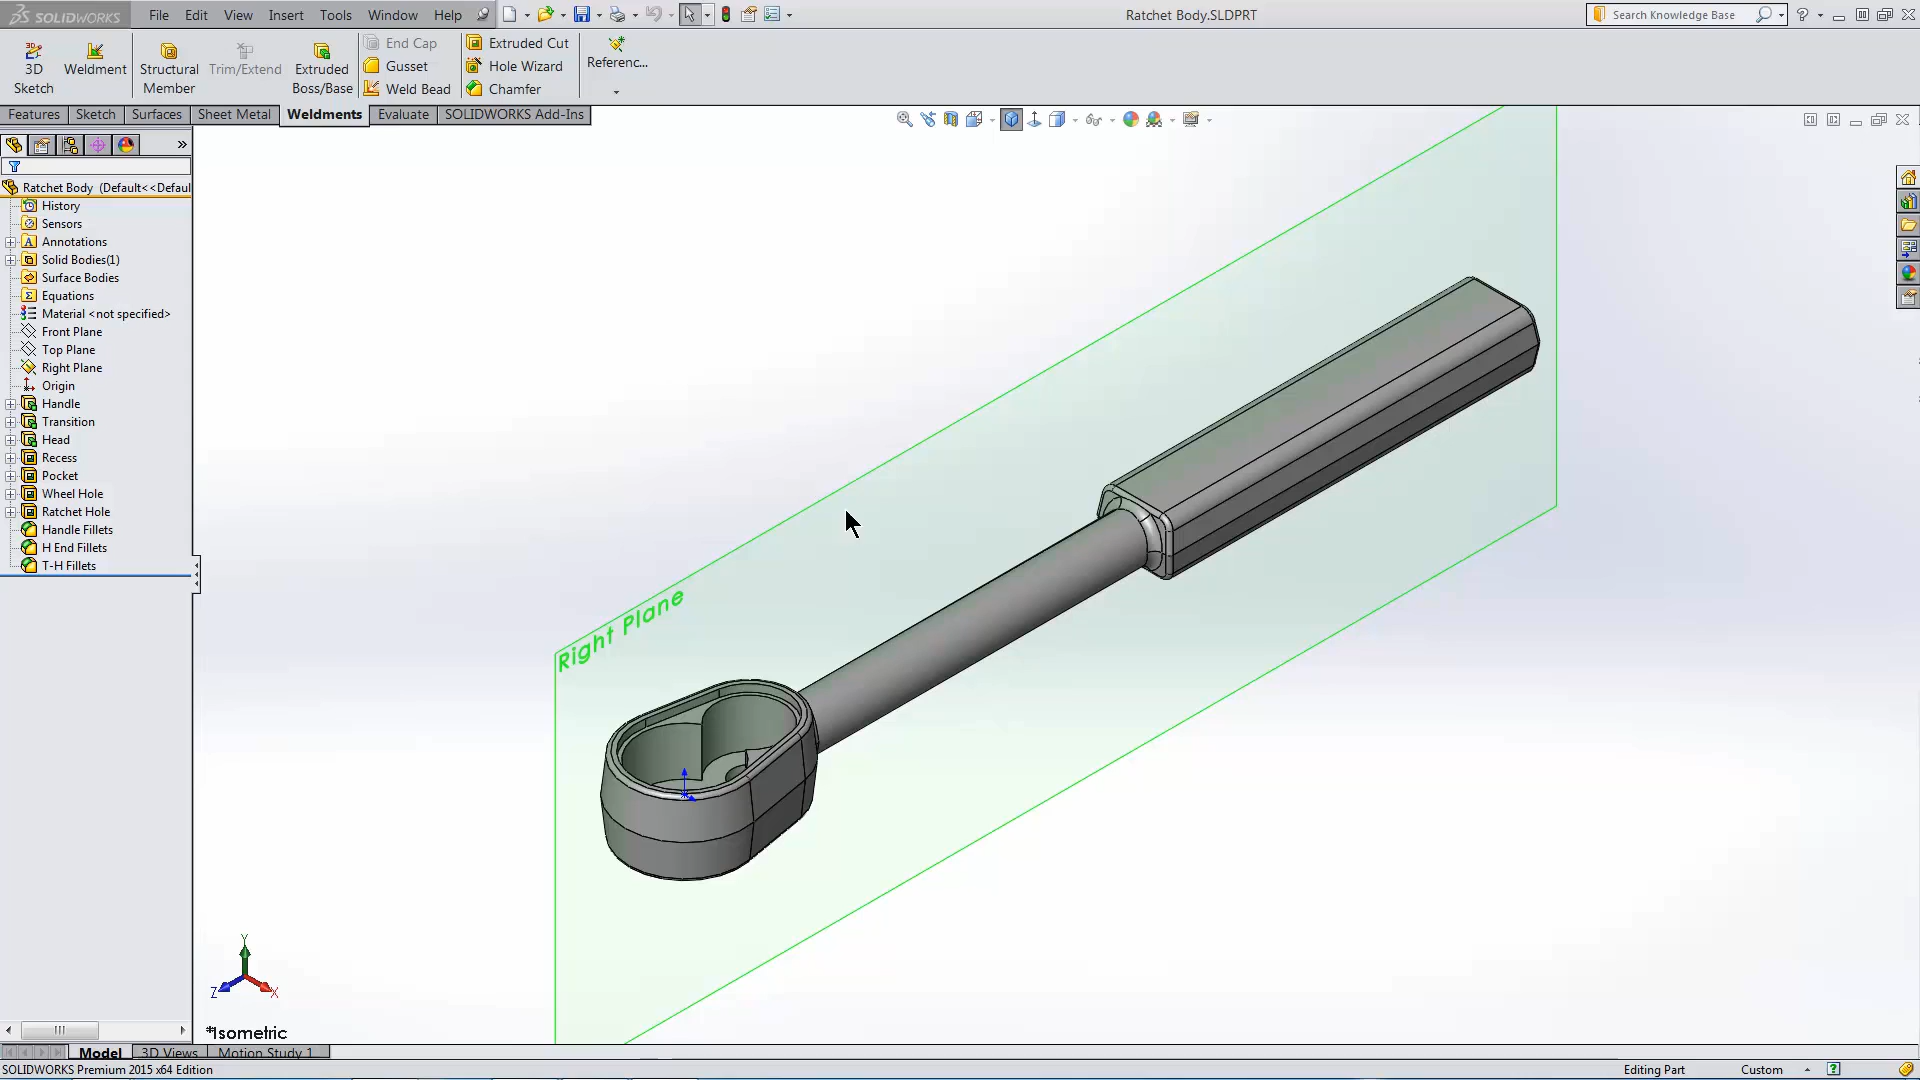 SOLIDWORKS File Edit View Insert Tools Window Help Ratchet Body.SLDPRT Search Knowledge Base ?
3D Sketch Weldment Structural Member Trim/Extend Extruded Boss/Base
End Cap
Gusset
Weld Bead
Extruded Cut
Hole Wizard
Chamfer
Referenc...
Features Sketch Surfaces Sheet Metal Weldments Evaluate SOLIDWORKS Add-Ins
Ratchet Body (Default<<Defaul
History
Sensors
Annotations
Solid Bodies(1)
Surface Bodies
Equations
Material <not specified>
Front Plane
Top Plane
Right Plane
Origin
Handle
Transition
Head
Recess
Pocket
Wheel Hole
Ratchet Hole
Handle Fillets
H End Fillets
T-H Fillets
Right Plane
Y
Z X
*Isometric
Model 3D Views Motion Study 1
SOLIDWORKS Premium 2015 x64 Edition Editing Part Custom ?